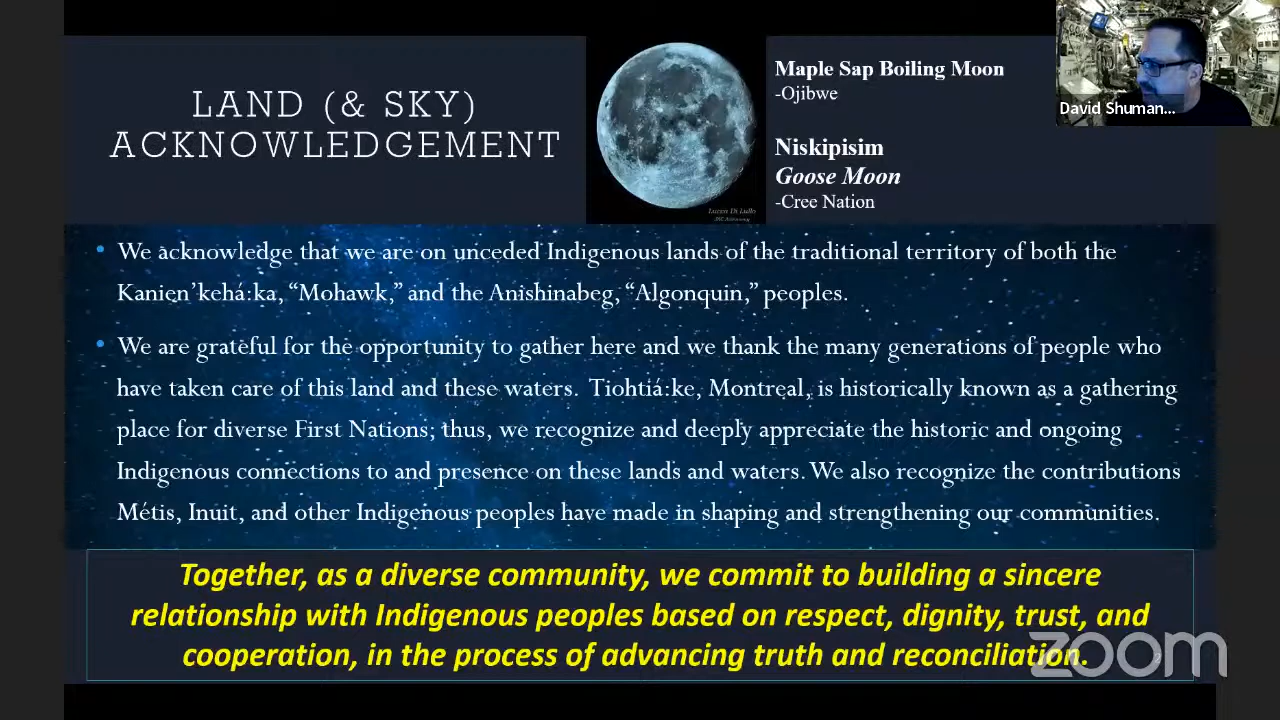 LAND (& SKY)
ACKNOWLEDGEMENT
Maple Sap Boiling Moon
-Ojibwe
Niskipisim
Goose Moon
-Cree Nation
David Shuman...
• We acknowledge that we are on unceded Indigenous lands of the traditional territory of both the
Kanien’kehá:ka, “Mohawk,” and the Anishinabeg, “Algonquin,” peoples.
• We are grateful for the opportunity to gather here and we thank the many generations of people who
have taken care of this land and these waters. Tiohtiá:ke, Montreal, is historically known as a gathering
place for diverse First Nations; thus, we recognize and deeply appreciate the historic and ongoing
Indigenous connections to and presence on these lands and waters. We also recognize the contributions
Métis, Inuit, and other Indigenous peoples have made in shaping and strengthening our communities.
Together, as a diverse community, we commit to building a sincere
relationship with Indigenous peoples based on respect, dignity, trust, and
cooperation, in the process of advancing truth and reconciliation.
zoom